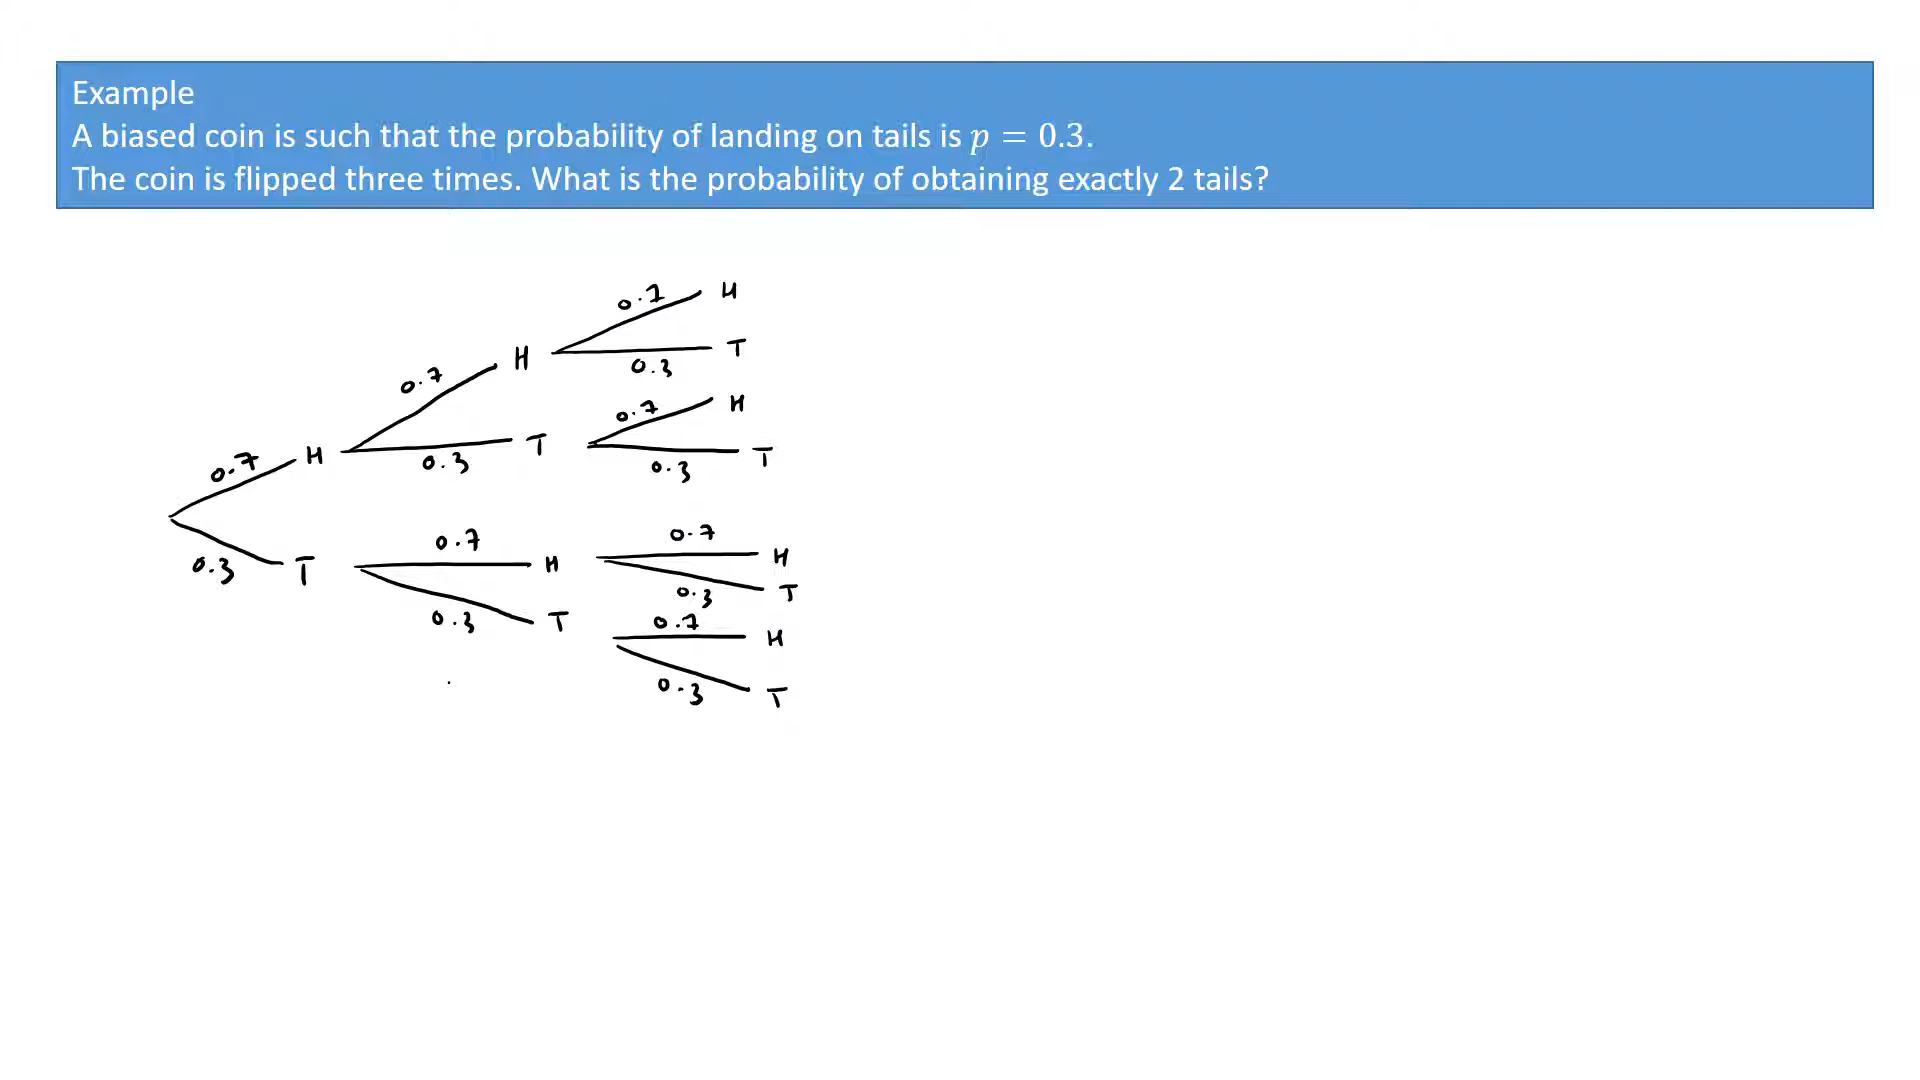 Example
A biased coin is such that the probability of landing on tails is p = 0.3.
The coin is flipped three times. What is the probability of obtaining exactly 2 tails?
0.7 H
0.7 H 0.3 T
0.7 H 0.3 T 0.7 H
0.3 T
0.3 T 0.7 H 0.7 H
0.3 T
0.3 T 0.7 H
0.3 T